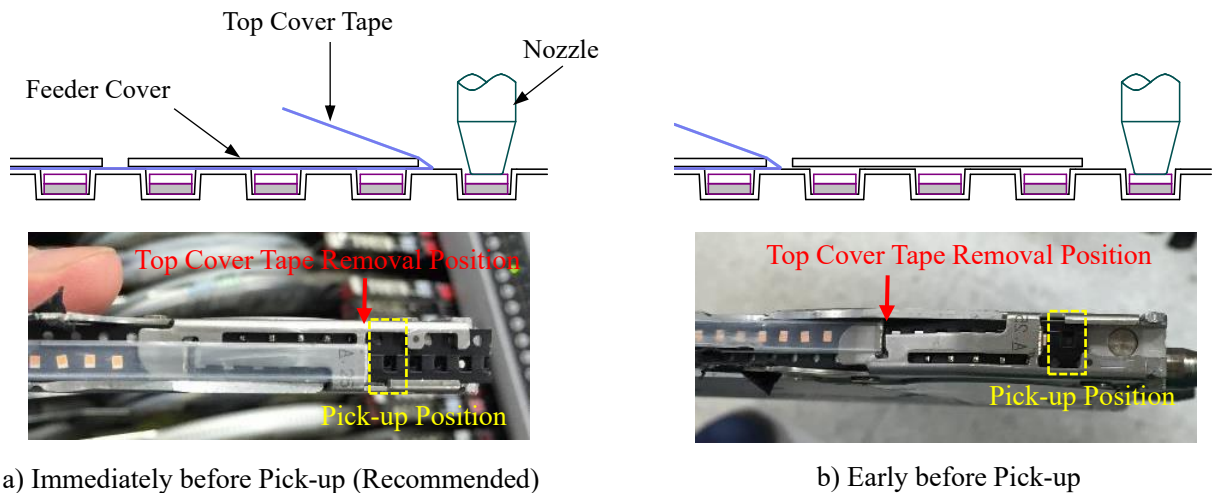 Top Cover Tape
Nozzle
Feeder Cover
Top Cover Tape Removal Position
Pick-up Position
Top Cover Tape Removal Position
Pick-up Position
a) Immediately before Pick-up (Recommended)
b) Early before Pick-up